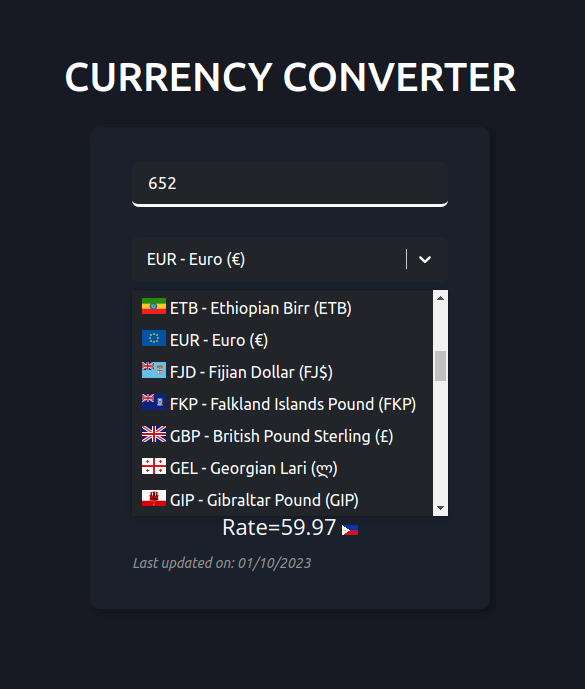 CURRENCY CONVERTER
652
EUR - Euro (€)
ETB - Ethiopian Birr (ETB)
EUR - Euro (€)
FJD - Fijian Dollar (FJ$)
FKP - Falkland Islands Pound (FKP)
GBP - British Pound Sterling (£)
GEL - Georgian Lari (ლ)
GIP - Gibraltar Pound (GIP)
Rate=59.97
Last updated on: 01/10/2023